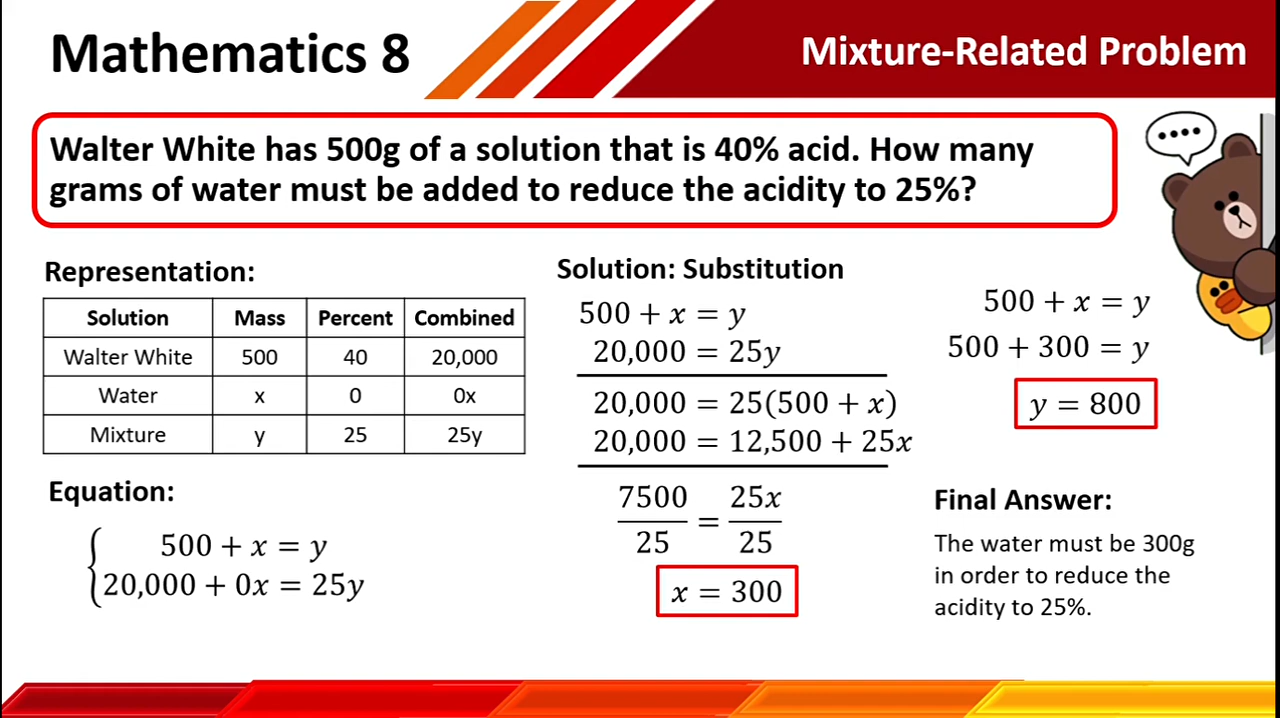 Mathematics 8
Mixture-Related Problem
Walter White has 500g of a solution that is 40% acid. How many
grams of water must be added to reduce the acidity to 25%?
Representation:
Solution Mass Percent Combined
Walter White 500 40 20,000
Water x 0 0x
Mixture y 25 25y
Equation:
500 + x = y
20,000 + 0x = 25y
Solution: Substitution
500 + x = y
20,000 = 25y
20,000 = 25(500 + x)
20,000 = 12,500 + 25x
7500/25 = 25x/25
x = 300
500 + x = y
500 + 300 = y
y = 800
Final Answer:
The water must be 300g
in order to reduce the
acidity to 25%.